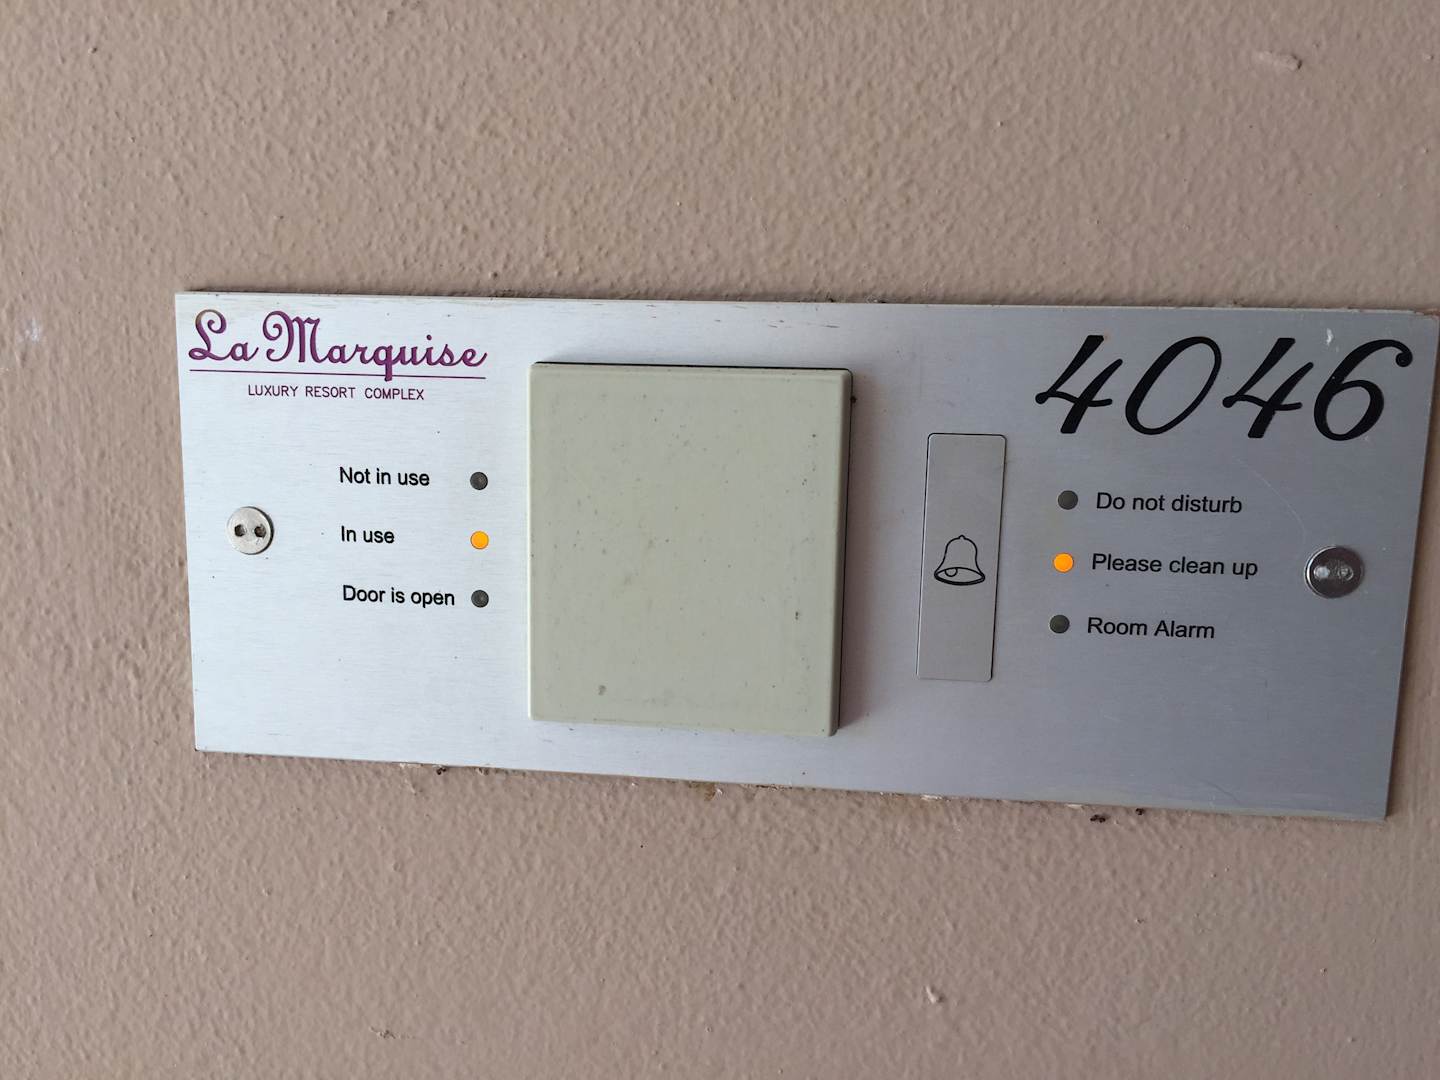 La Marquise
LUXURY RESORT COMPLEX
4046
Not in use
In use
Door is open
Do not disturb
Please clean up
Room Alarm